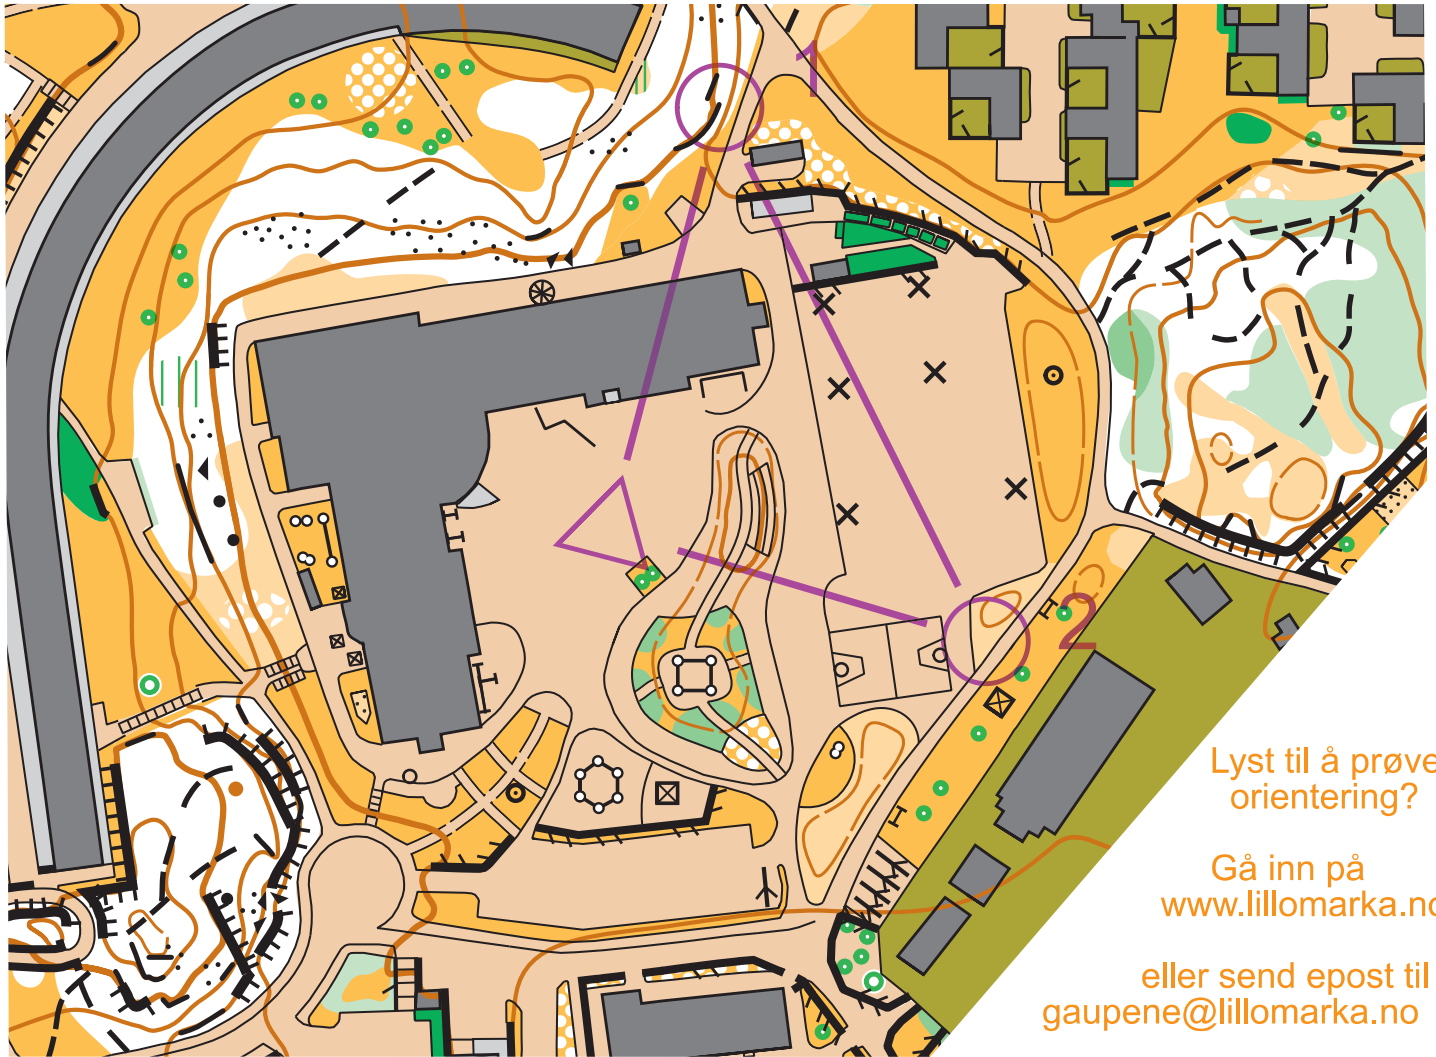 1
2
Lyst til å prøve
orientering?
Gå inn på
www.lillomarka.no
eller send epost til
gaupene@lillomarka.no